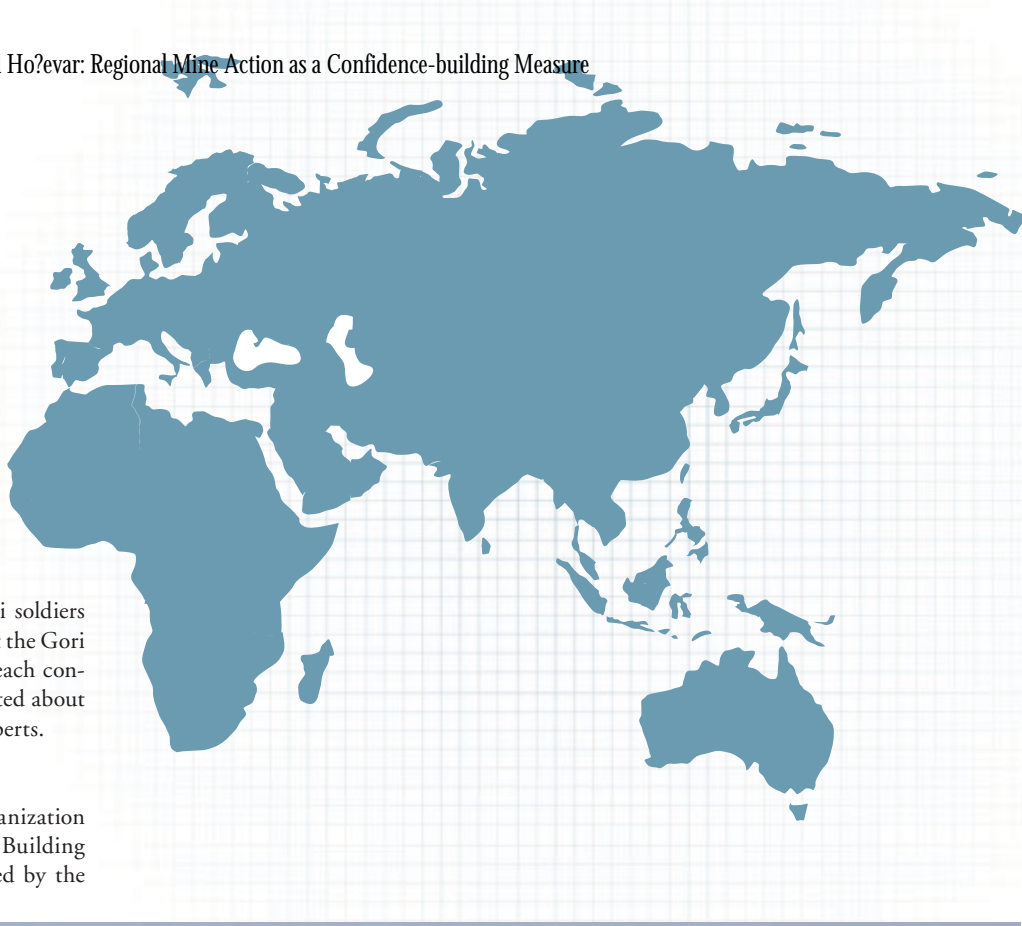 Ho?evar: Regional Mine Action as a Confidence-building Measure
i soldiers
the Gori
each con-
ted about
perts.
anization
Building
ed by the